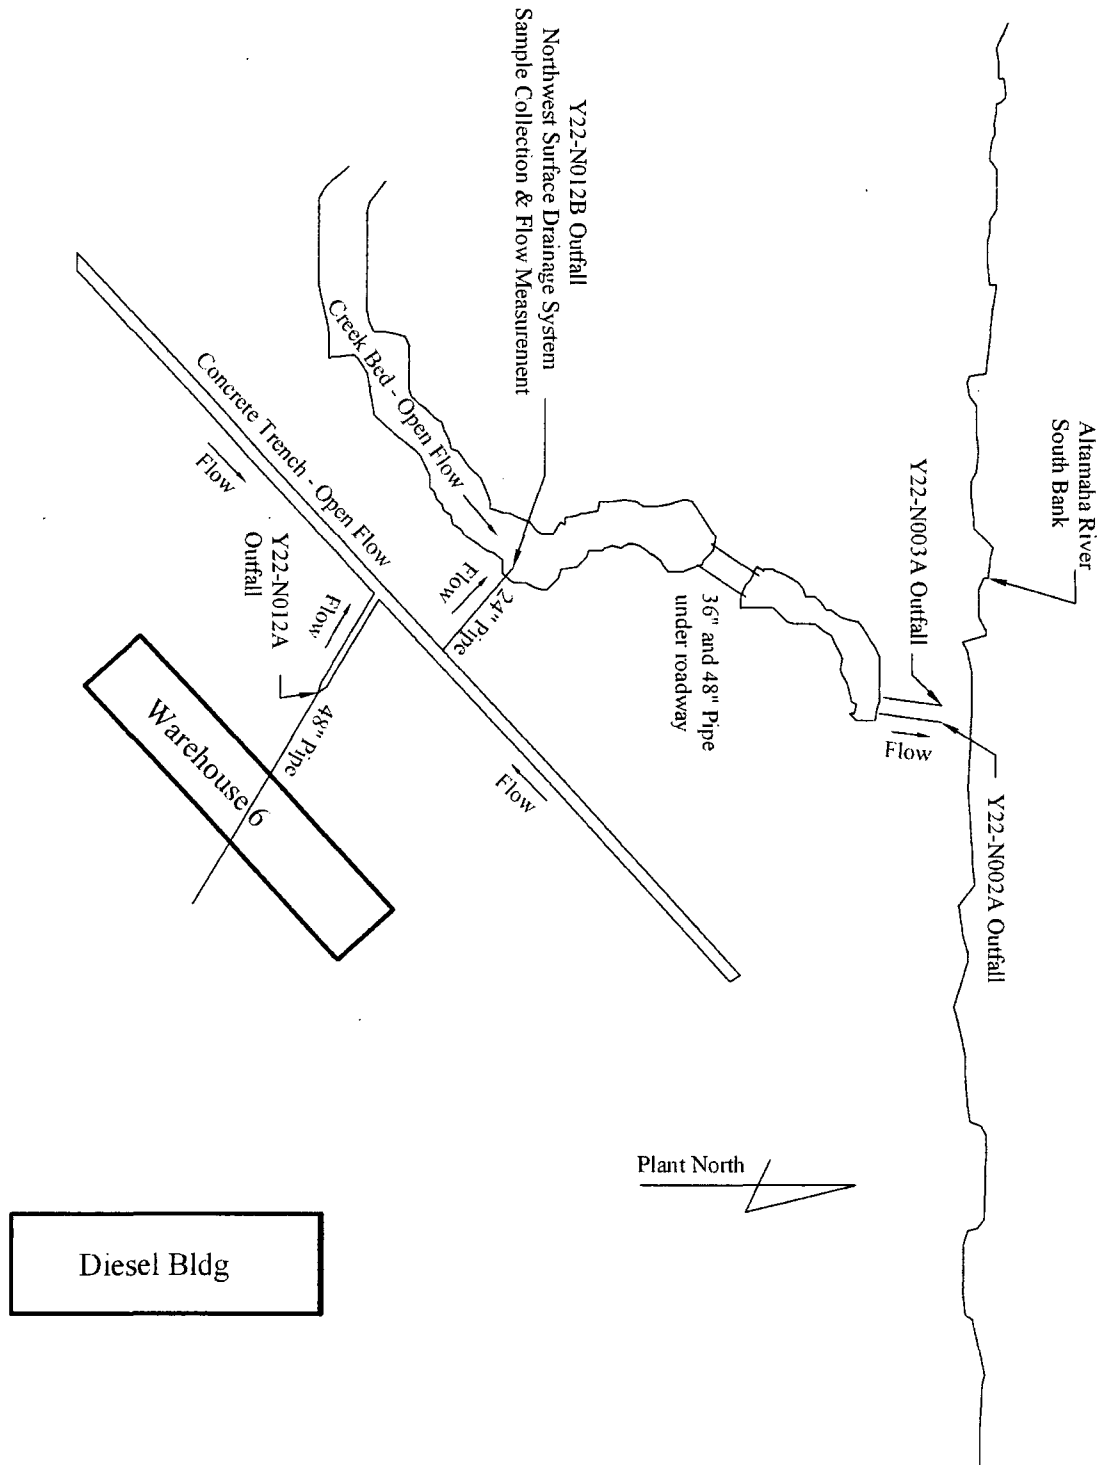 Altamaha River
South Bank
Y22-N003A Outfall
Y22-N002A Outfall
Flow
36" and 48" Pipe
under roadway
Y22-N012B Outfall
Northwest Surface Drainage System
Sample Collection & Flow Measurement
Creek Bed - Open Flow
Flow
24" Pipe
Concrete Trench - Open Flow
Flow
Flow
Y22-N012A
Outfall
Flow
48" Pipe
Warehouse 6
Plant North
Diesel Bldg